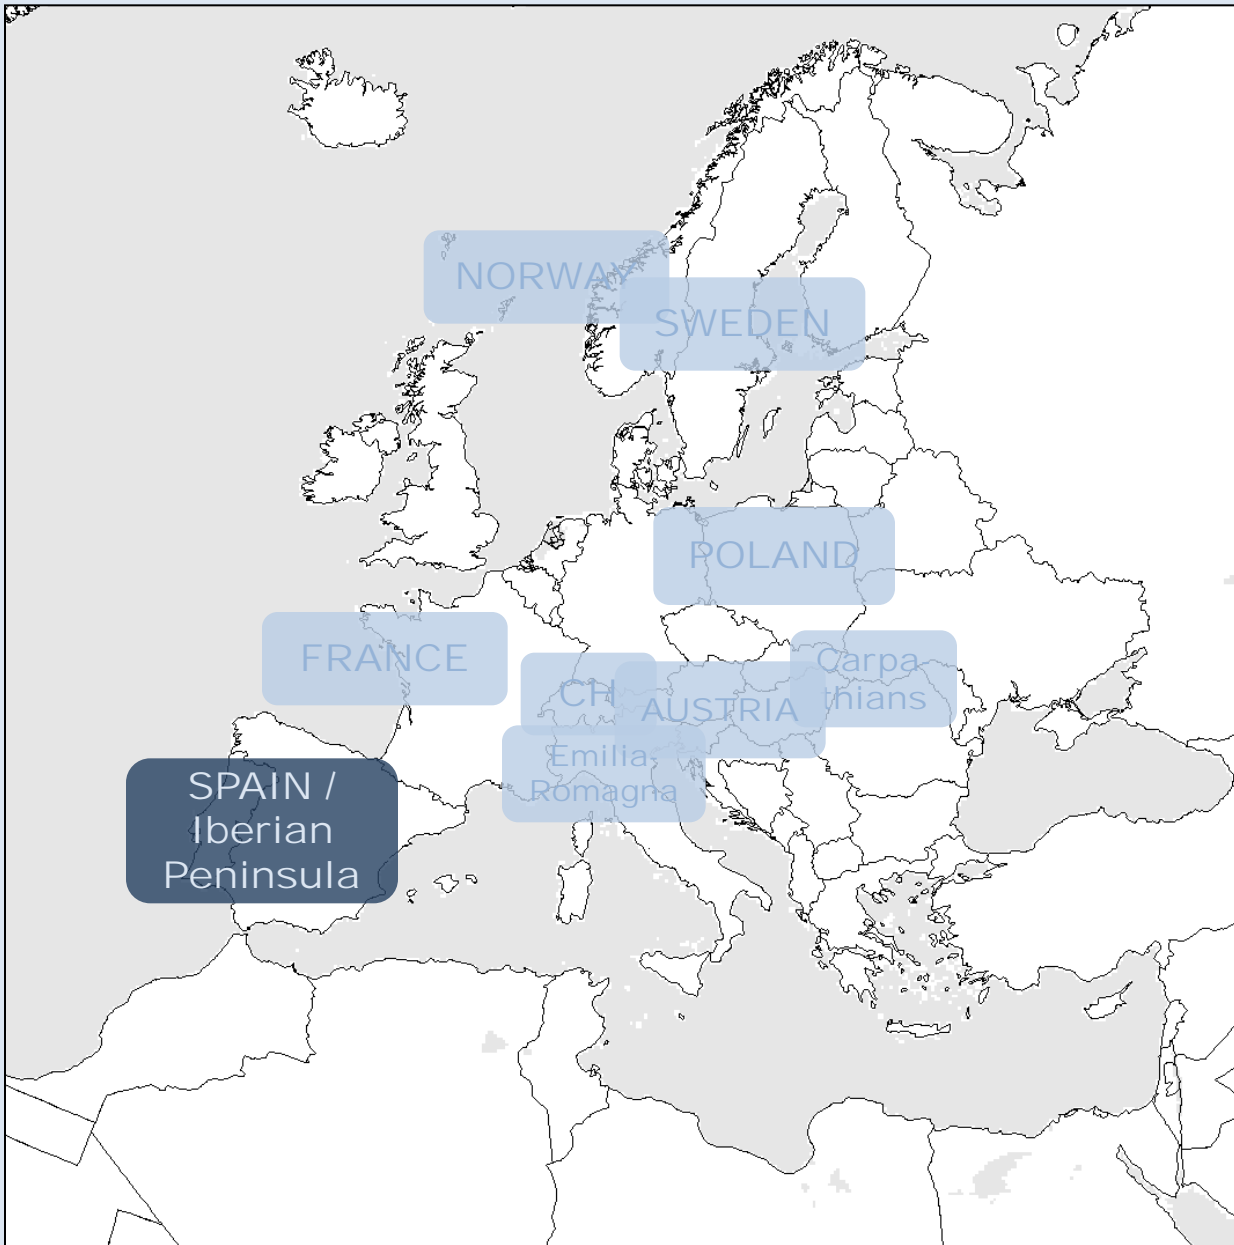 NORWAY
SWEDEN
POLAND
FRANCE
Carpa
thians
CH
AUSTRIA
Emilia-
Romagna
SPAIN /
Iberian
Peninsula